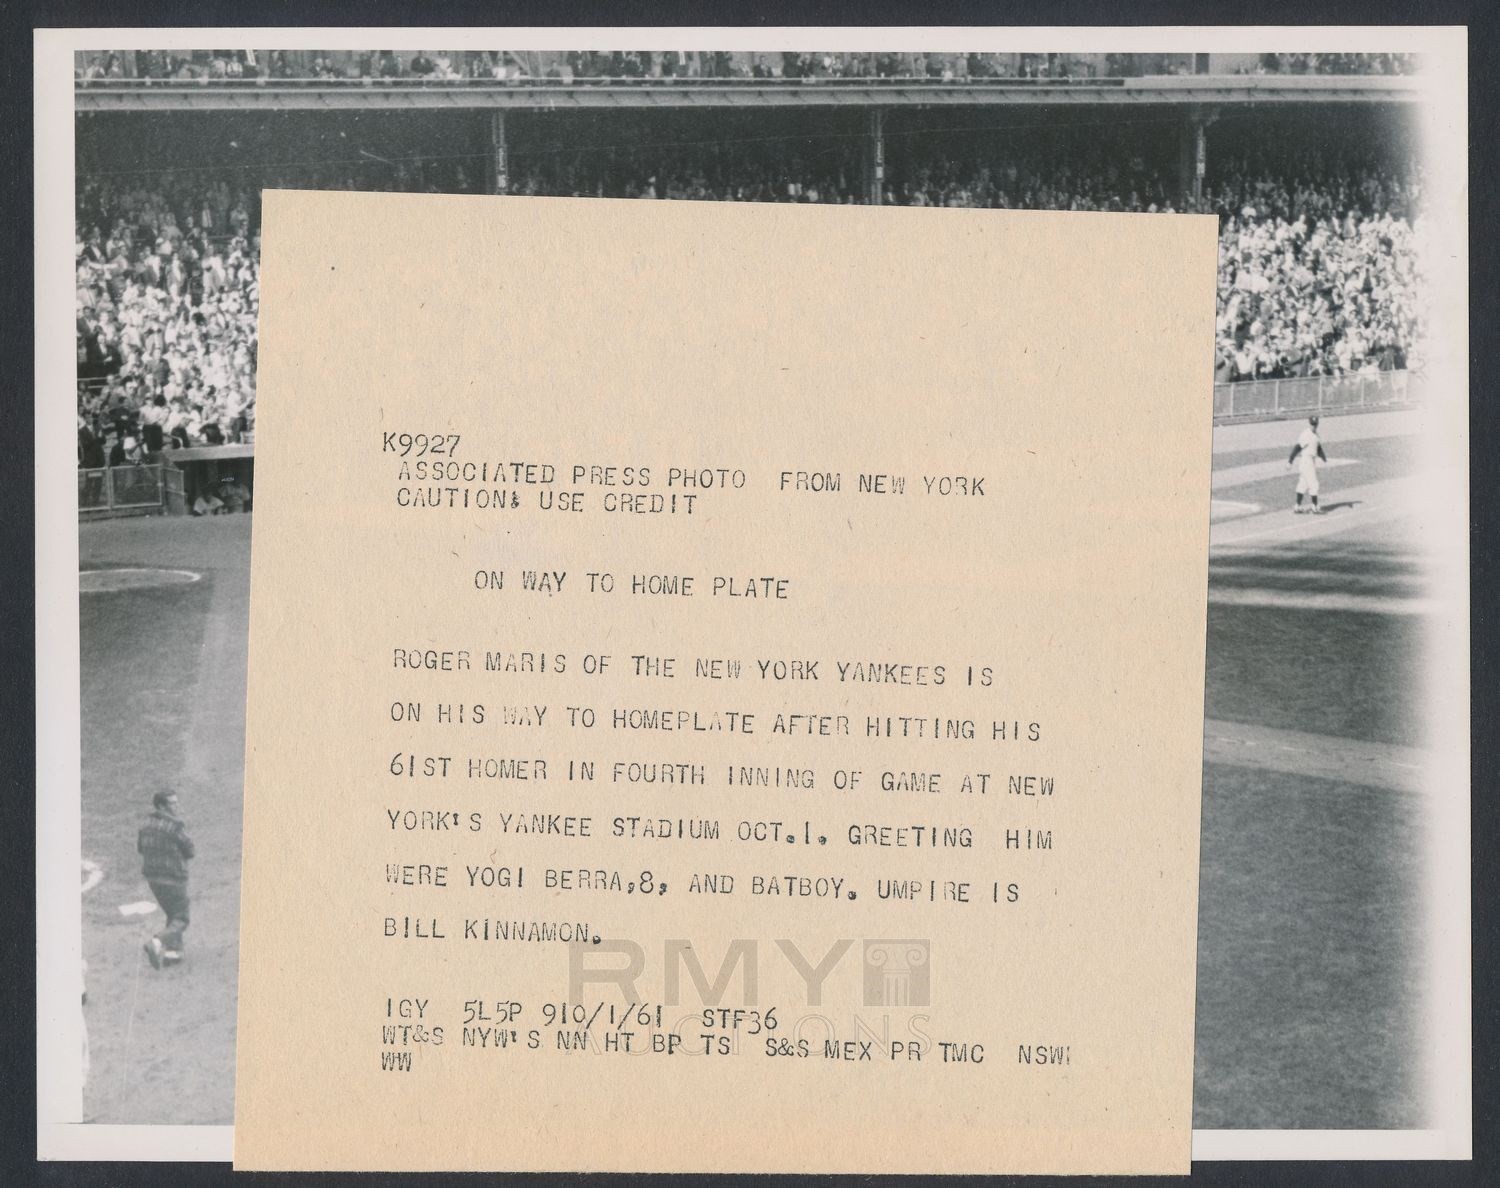 K9927
ASSOCIATED PRESS PHOTO FROM NEW YORK
CAUTION: USE CREDIT
ON WAY TO HOME PLATE
ROGER MARIS OF THE NEW YORK YANKEES IS
ON HIS WAY TO HOMEPLATE AFTER HITTING HIS
61ST HOMER IN FOURTH INNING OF GAME AT NEW
YORK'S YANKEE STADIUM OCT.1. GREETING HIM
WERE YOGI BERRA,8, AND BATBOY. UMPIRE IS
BILL KINNAMON.
RMY
AUCTIONS
IGY 5L5P 910/1/61 STF36
WT&S NYW'S NN HT BP TS S&S MEX PR TMC NSW
WW